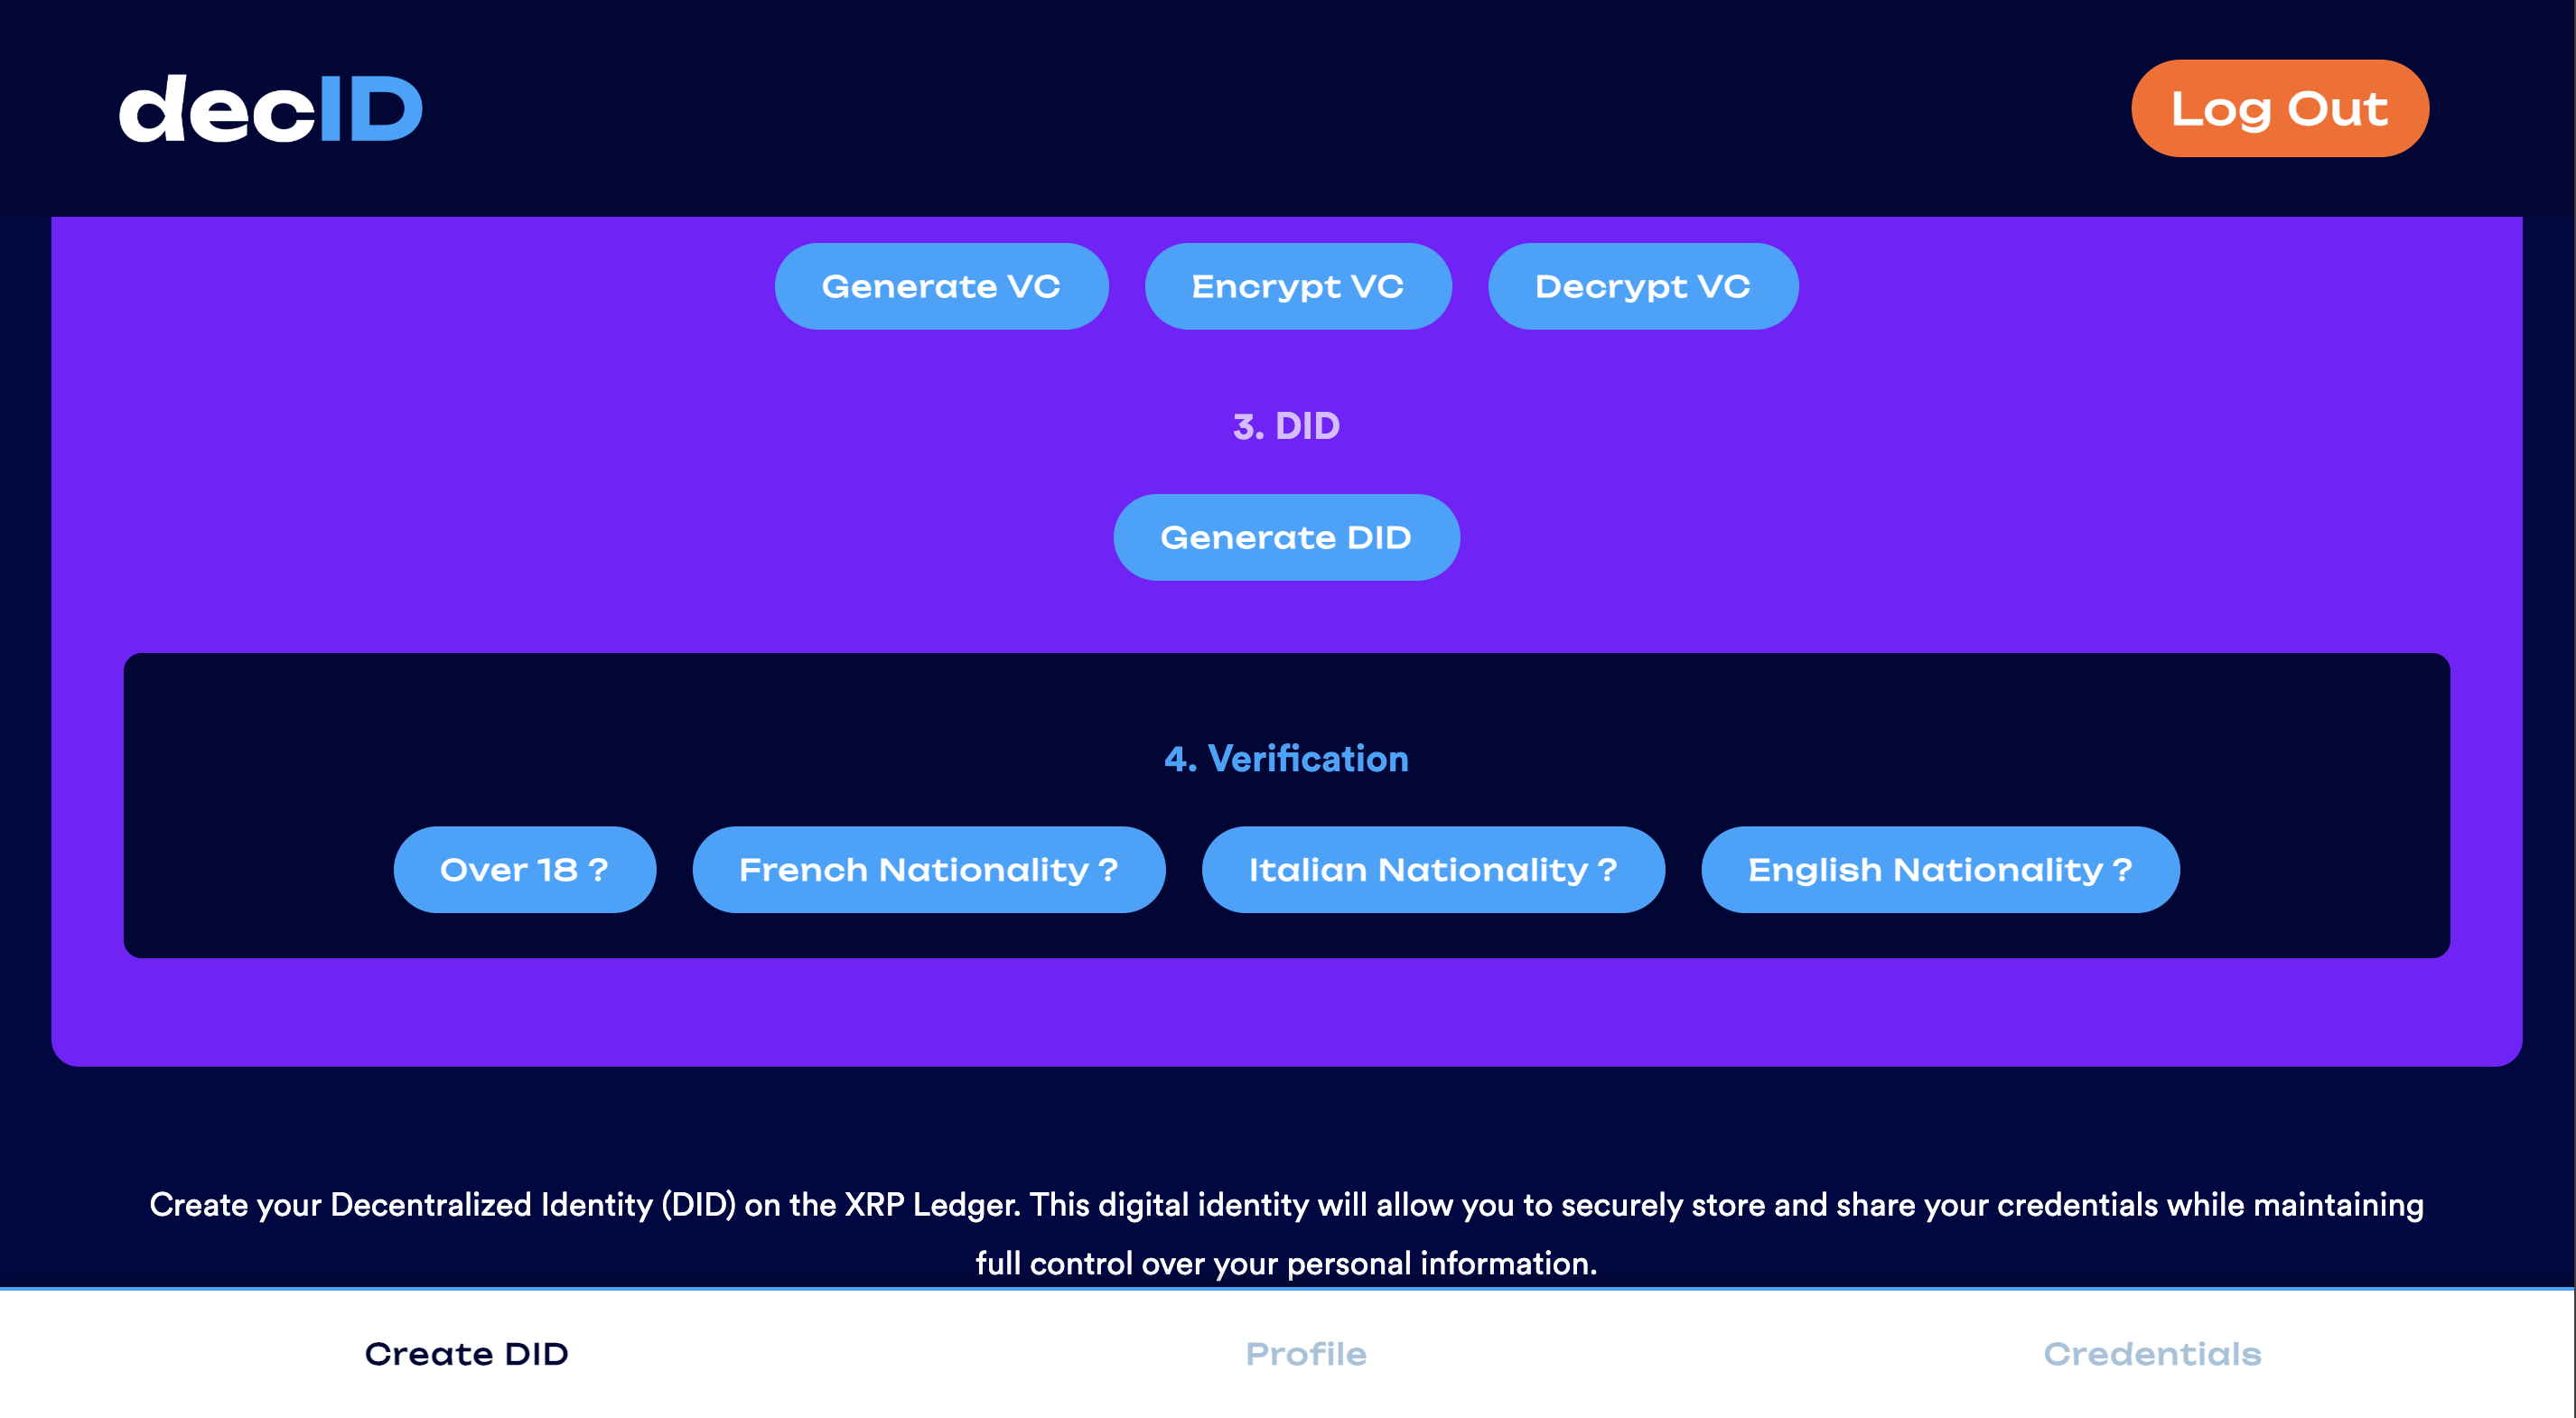 decID
Log Out
Generate VC
Encrypt VC
Decrypt VC
3. DID
Generate DID
4. Verification
Over 18 ?
French Nationality ?
Italian Nationality ?
English Nationality ?
Create your Decentralized Identity (DID) on the XRP Ledger. This digital identity will allow you to securely store and share your credentials while maintaining
full control over your personal information.
Create DID
Profile
Credentials